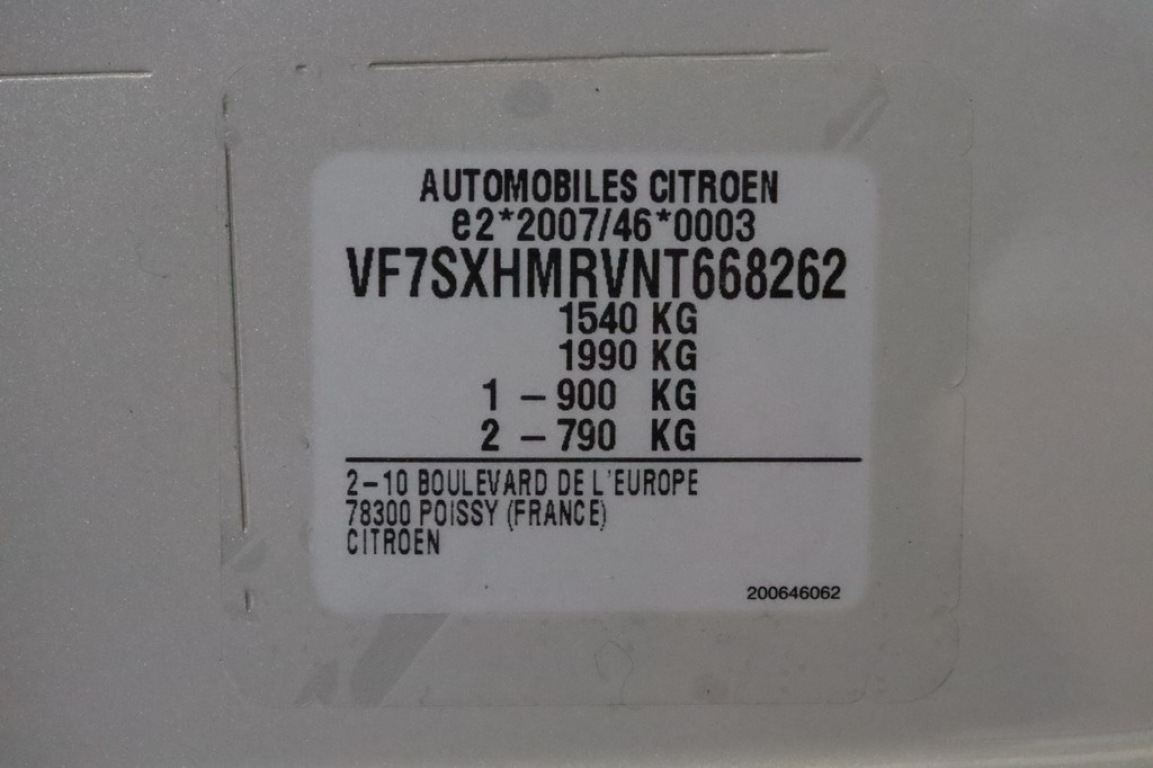 AUTOMOBILES CITROEN
e2*2007/46*0003
VF7SXHMRVNT668262
1540 KG
1990 KG
1 – 900 KG
2 – 790 KG
2–10 BOULEVARD DE L'EUROPE
78300 POISSY (FRANCE)
CITROEN
200646062